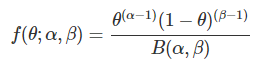 f(θ; α, β) = θ^{(α−1)}(1 − θ)^{(β−1)} / B(α, β)